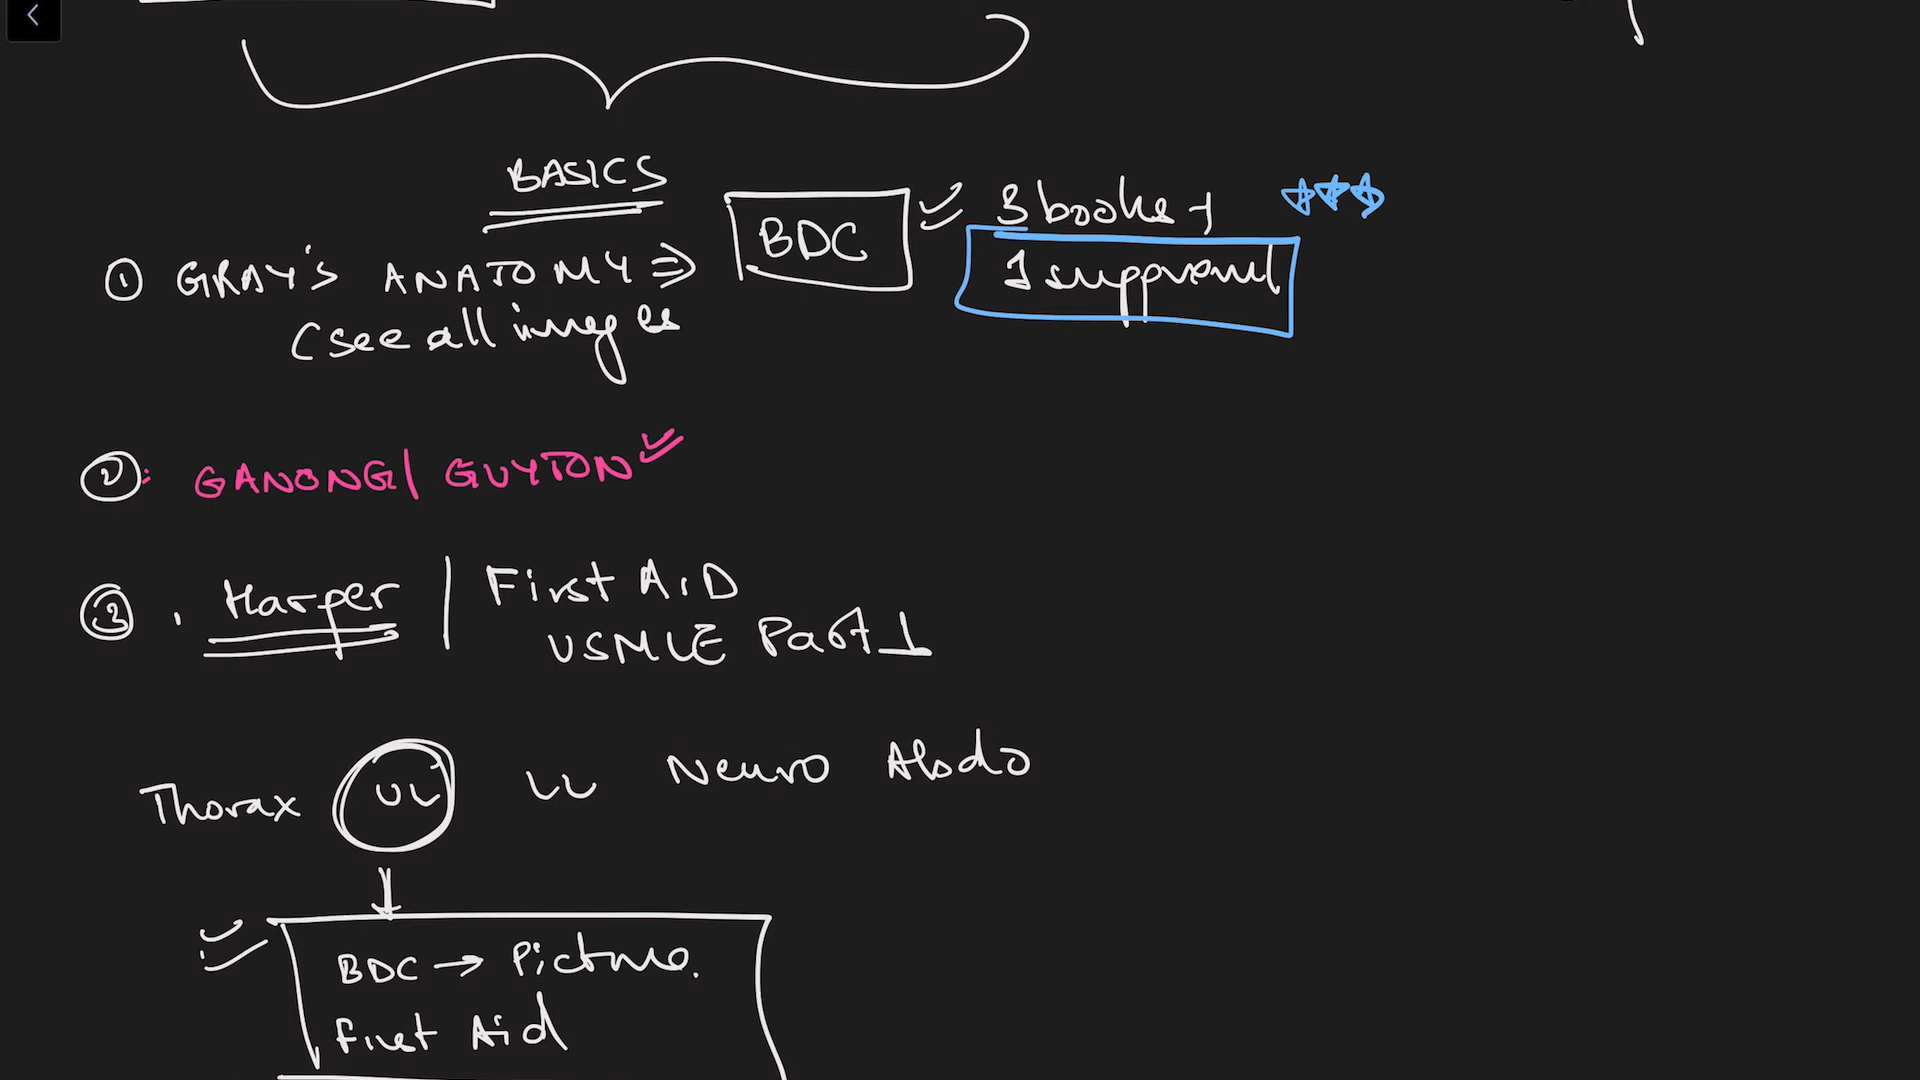 BASICS
① GRAY'S ANATOMY ⇒ BDC 3 books +
(see all images
1
②: GANONG/ GUYTON
③. Harper | First AID
USMLE Part 1
Thorax UL LL Neuro Abdo
BDC → Picture.
First Aid